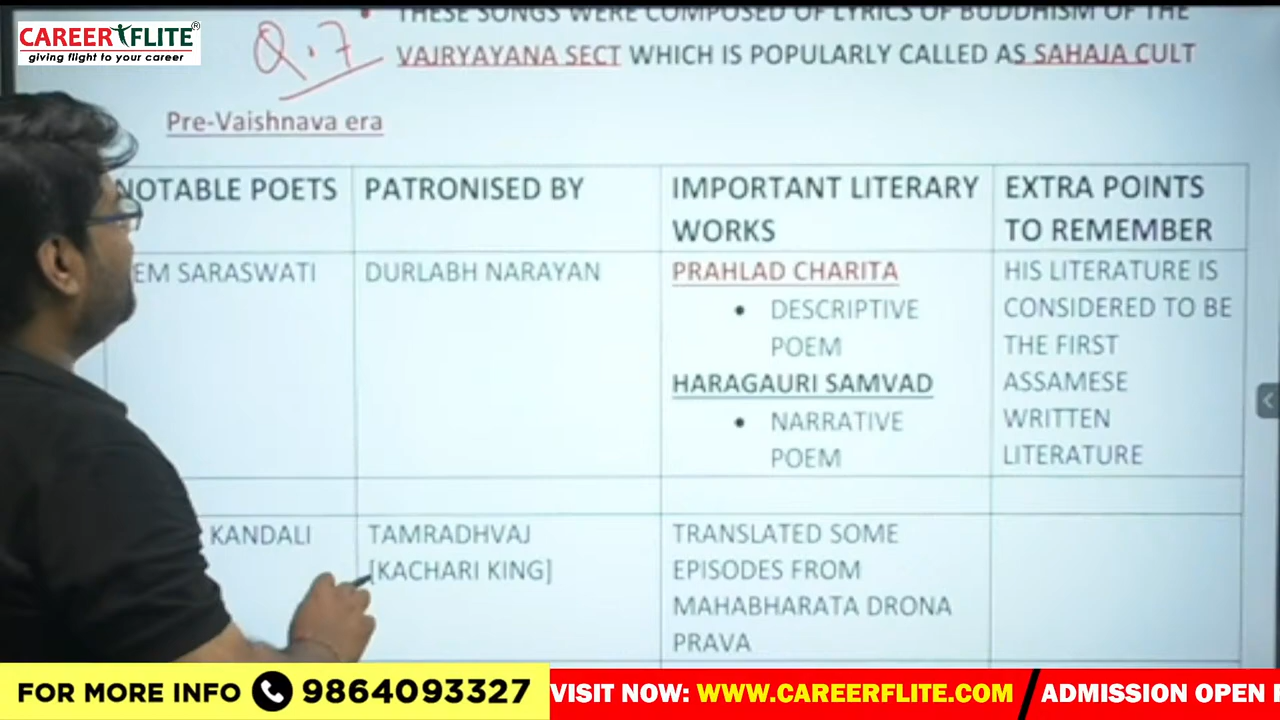 CAREER FLITE®
giving flight to your career
THESE SONGS WERE COMPOSED OF LYRICS OF BUDDHISM OF THE
Q.7
VAJRYAYANA SECT WHICH IS POPULARLY CALLED AS SAHAJA CULT
Pre-Vaishnava era
NOTABLE POETS
PATRONISED BY
IMPORTANT LITERARY
WORKS
EXTRA POINTS
TO REMEMBER
SARASWATI
DURLABH NARAYAN
PRAHLAD CHARITA
• DESCRIPTIVE
POEM
HARAGAURI SAMVAD
• NARRATIVE
POEM
HIS LITERATURE IS
CONSIDERED TO BE
THE FIRST
ASSAMESE
WRITTEN
LITERATURE
KANDALI
TAMRADHVAJ
[KACHARI KING]
TRANSLATED SOME
EPISODES FROM
MAHABHARATA DRONA
PRAVA
FOR MORE INFO 9864093327
VISIT NOW: WWW.CAREERFLITE.COM
ADMISSION OPEN